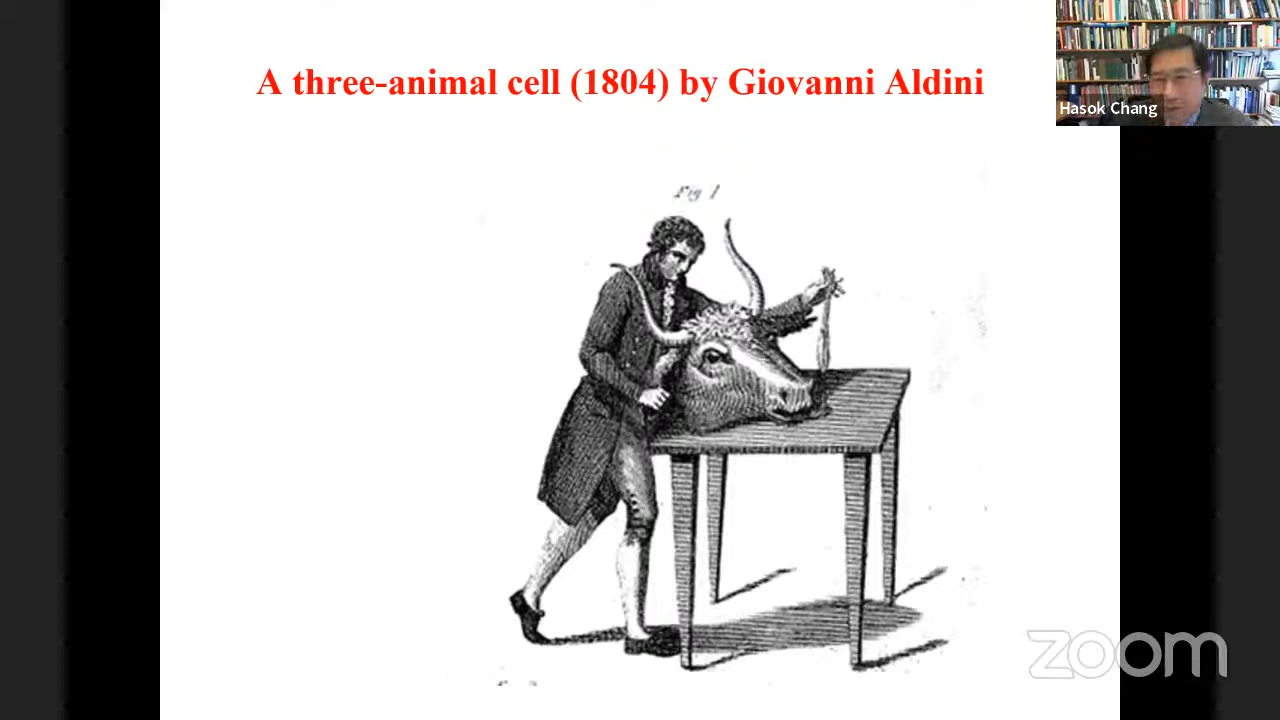 A three-animal cell (1804) by Giovanni Aldini
Hasok Chang
Fig 1
zoom